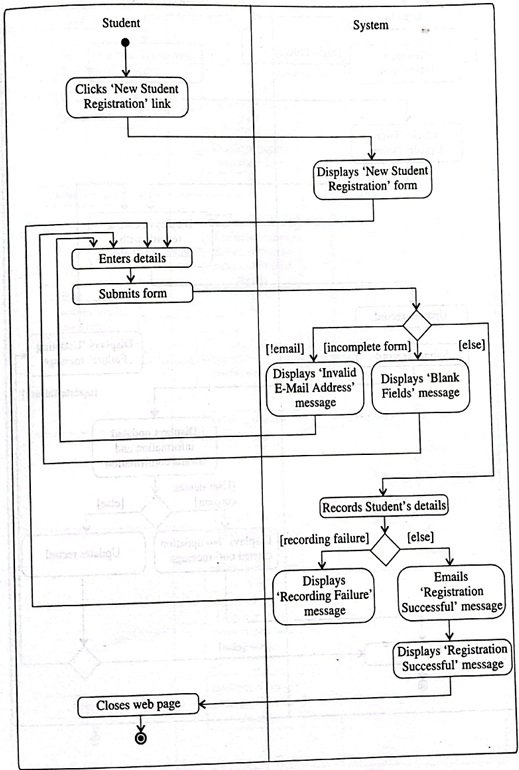 Student
System
Clicks 'New Student
Registration' link
Displays 'New Student
Registration' form
Enters details
Submits form
[!email]
[incomplete form]
[else]
Displays 'Invalid
E-Mail Address'
message
Displays 'Blank
Fields' message
Records Student's details
[recording failure]
[else]
Displays
'Recording Failure'
message
Emails
'Registration
Successful' message
Displays 'Registration
Successful' message
Closes web page